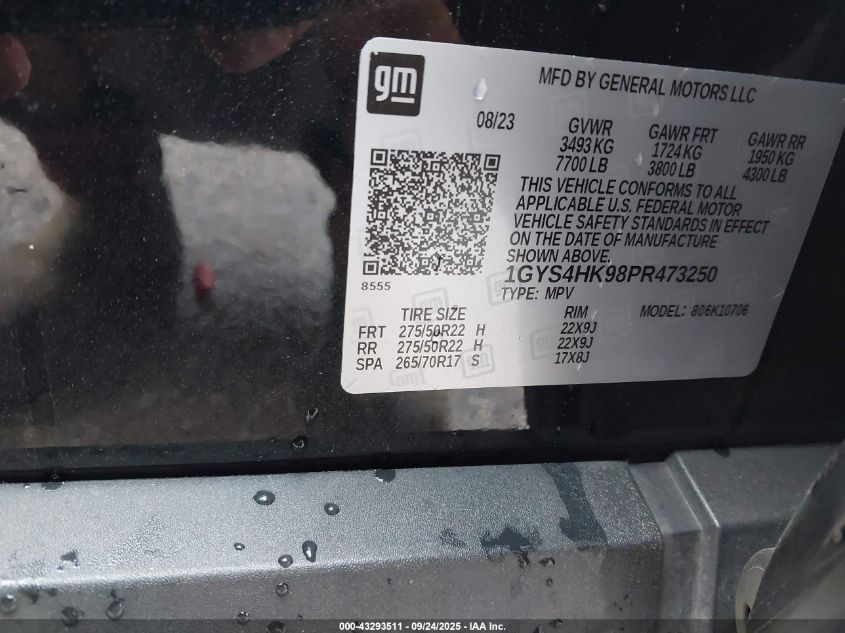 gm
MFD BY GENERAL MOTORS LLC
08/23
GVWR GAWR FRT GAWR RR
3493 KG 1724 KG 1950 KG
7700 LB 3800 LB 4300 LB
THIS VEHICLE CONFORMS TO ALL
APPLICABLE U.S. FEDERAL MOTOR
VEHICLE SAFETY STANDARDS IN EFFECT
ON THE DATE OF MANUFACTURE
SHOWN ABOVE.
8555
1GYS4HK98PR473250
TYPE: MPV MODEL: 806K10706
TIRE SIZE RIM
FRT 275/50R22 H 22X9J
RR 275/50R22 H 22X9J
SPA 265/70R17 S 17X8J
000-43293511 - 09/24/2025 - IAA Inc.